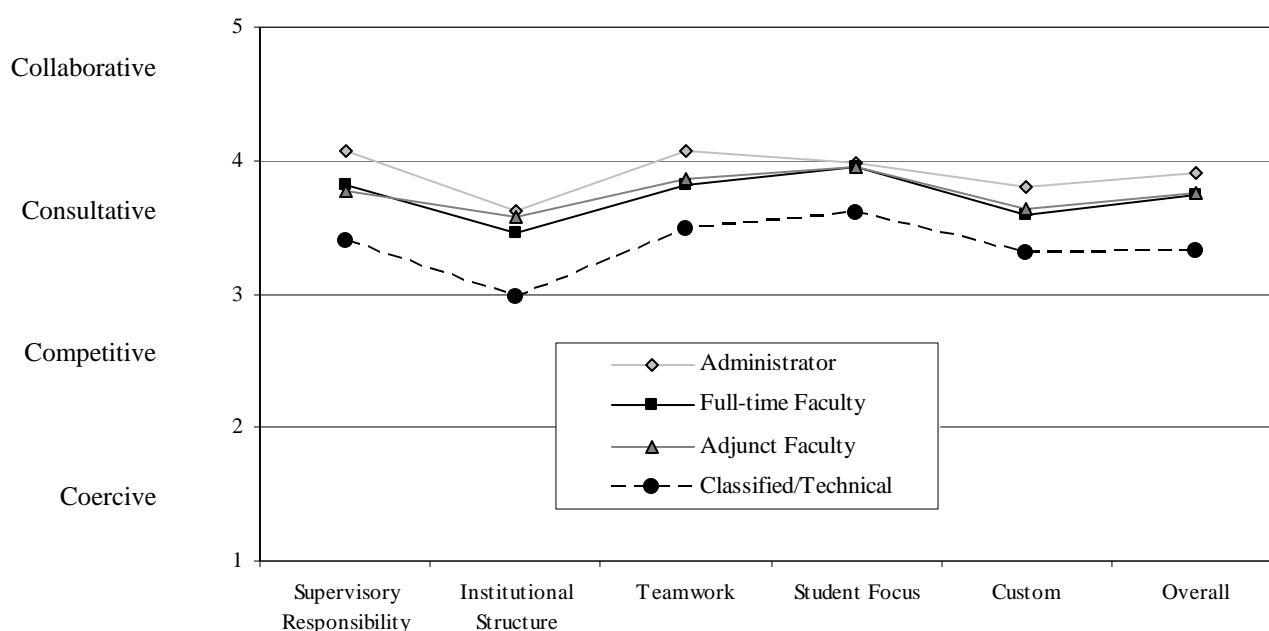 5
Collaborative
4
Consultative
3
Competitive
2
Coercive
1
Administrator
Full-time Faculty
Adjunct Faculty
Classified/Technical
Supervisory
Responsibility
Institutional
Structure
Teamwork
Student Focus
Custom
Overall